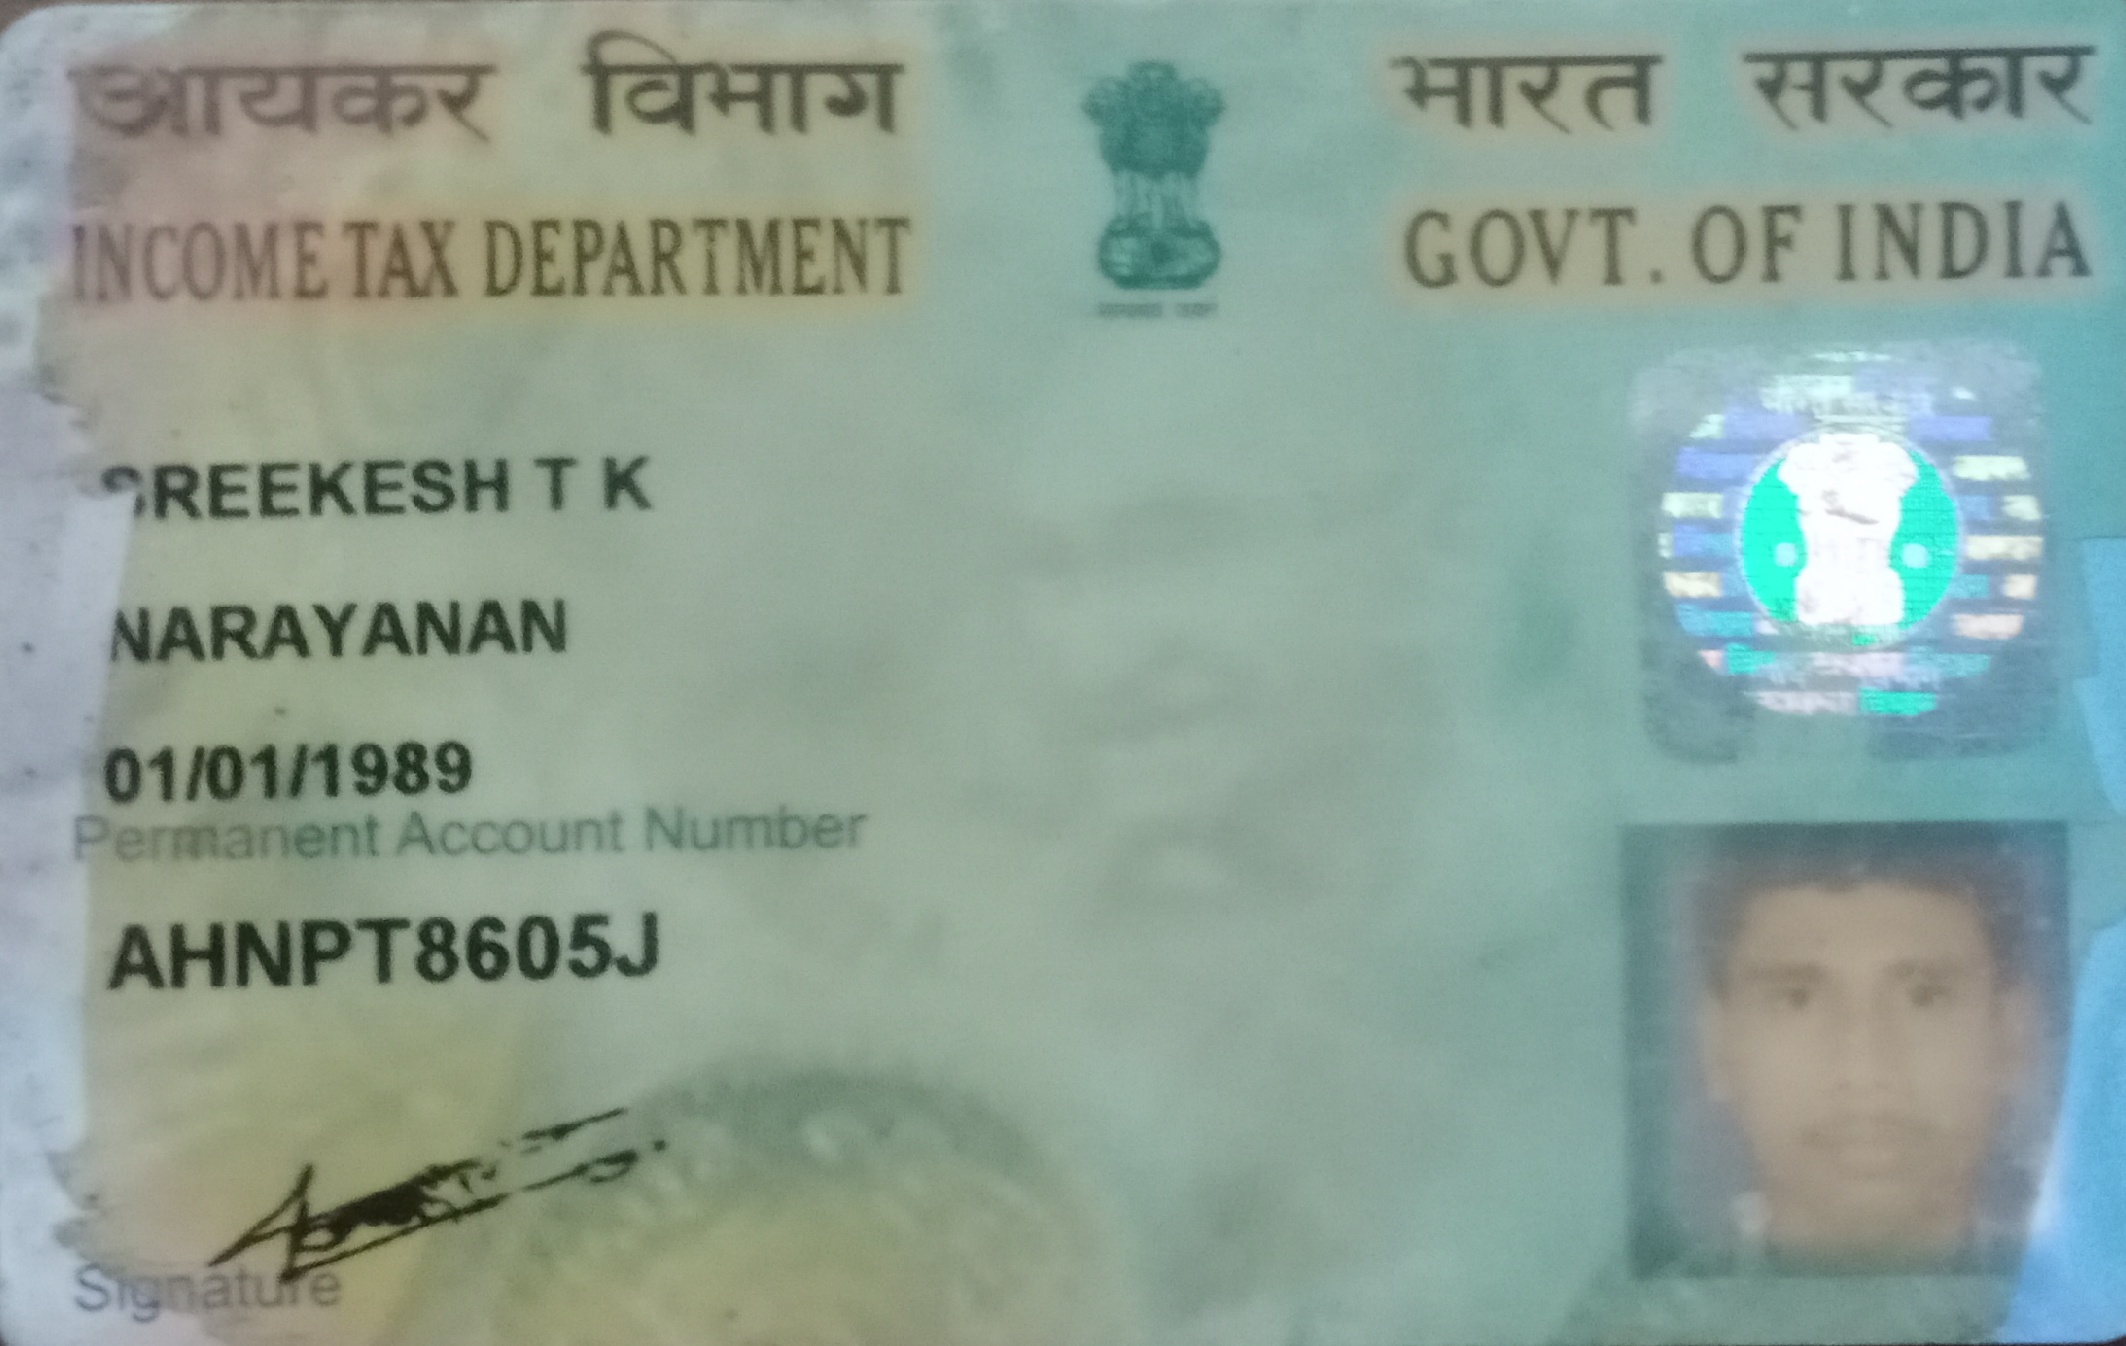 आयकर विभाग
INCOME TAX DEPARTMENT
भारत सरकार
GOVT. OF INDIA
SREEKESH T K
NARAYANAN
01/01/1989
Permanent Account Number
AHNPT8605J
Signature